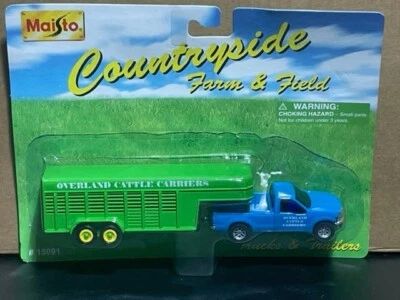 Maisto.
Countryside
Farm & Field
WARNING:
CHOKING HAZARD - Small parts.
Not for children under 3 years.
OVERLAND CATTLE CARRIERS
OVERLAND
CATTLE
CARRIERS
# 15091
Trucks & Trailers